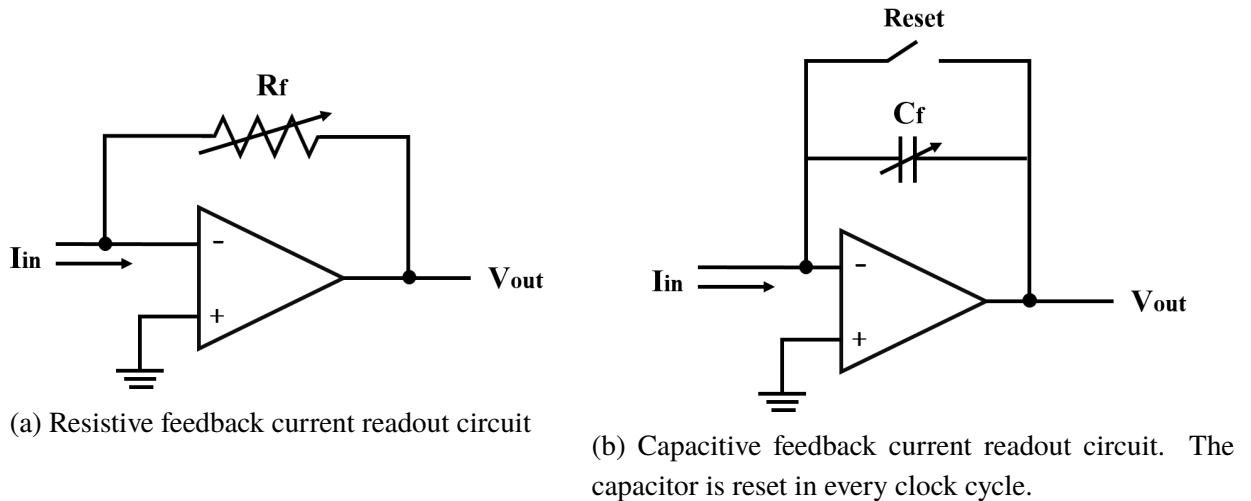 Rf
Iin
-
+
Vout
(a) Resistive feedback current readout circuit
Reset
Cf
Iin
-
+
Vout
(b) Capacitive feedback current readout circuit. The
capacitor is reset in every clock cycle.